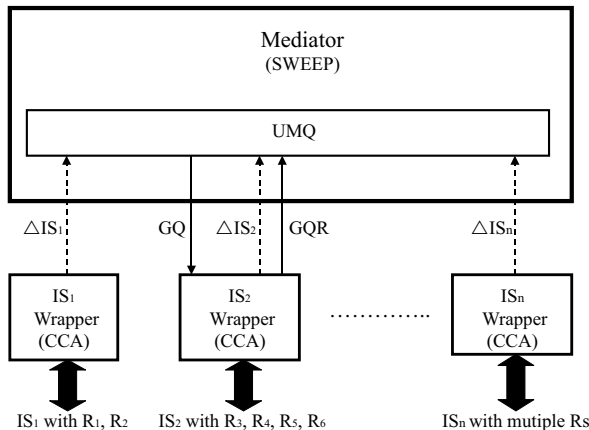 Mediator
(SWEEP)
UMQ
△IS₁
GQ
△IS₂
GQR
△ISₙ
IS₁
Wrapper
(CCA)
IS₂
Wrapper
(CCA)
…………..
ISₙ
Wrapper
(CCA)
IS₁ with R₁, R₂
IS₂ with R₃, R₄, R₅, R₆
ISₙ with mutiple Rs